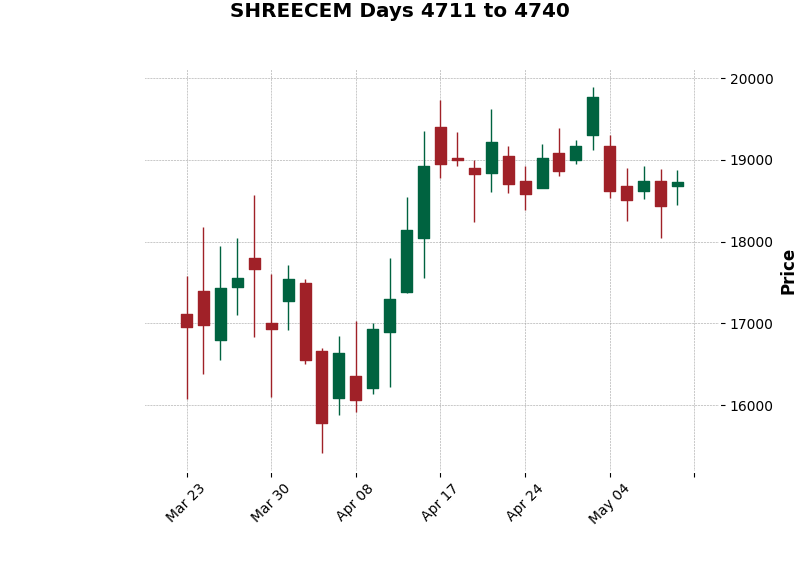 SHREECEM Days 4711 to 4740
20000
19000
18000
17000
16000
Price
Mar 23
Mar 30
Apr 08
Apr 17
Apr 24
May 04